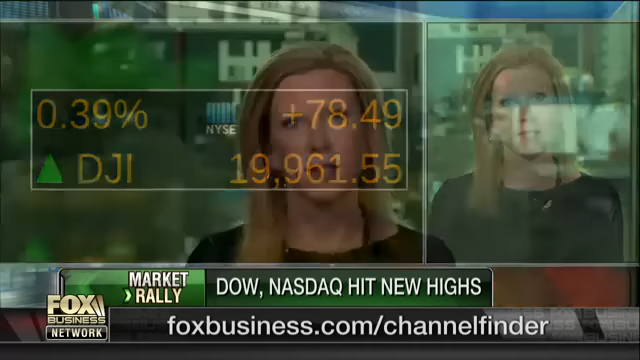 0.39% +78.49
NYSE
DJI 19,961.55
MARKET
RALLY
DOW, NASDAQ HIT NEW HIGHS
FOX
BUSINESS
NETWORK
foxbusiness.com/channelfinder